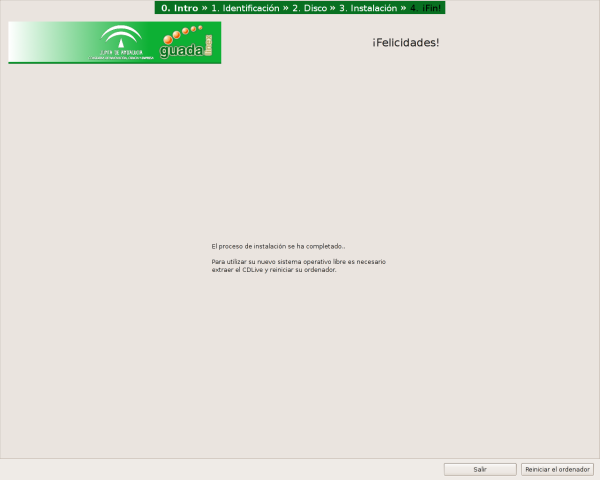 0. Intro » 1. Identificación » 2. Disco » 3. Instalación » 4. ¡Fin!
JUNTA DE ANDALUCIA
guada
¡Felicidades!
El proceso de instalación se ha completado..
Para utilizar su nuevo sistema operativo libre es necesario
extraer el CDLive y reiniciar su ordenador.
Salir
Reiniciar el ordenador